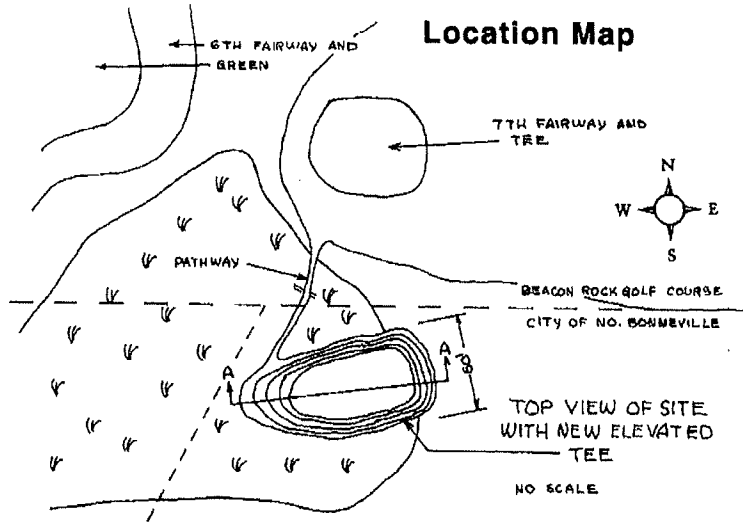 Location Map
6TH FAIRWAY AND
GREEN
7TH FAIRWAY AND
TEE
N
W E
S
PATHWAY
BEACON ROCK GOLF COURSE
CITY OF NO. BONNEVILLE
A
A
60'
TOP VIEW OF SITE
WITH NEW ELEVATED
TEE
NO SCALE